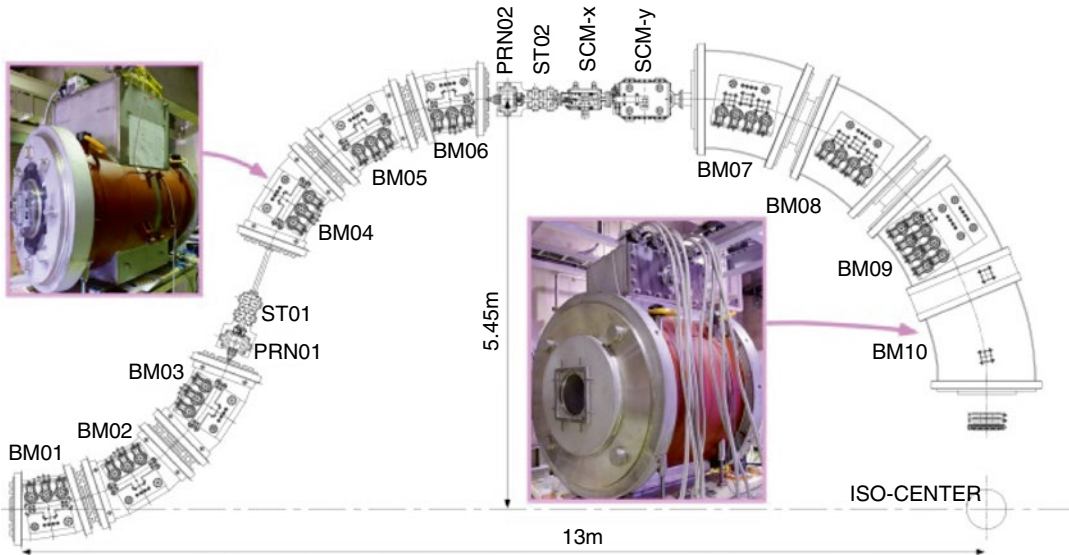 PRN02
ST02
SCM-x
SCM-y
BM06
BM05
BM04
BM07
BM08
BM09
BM10
ST01
PRN01
BM03
BM02
BM01
5.45m
ISO-CENTER
13m